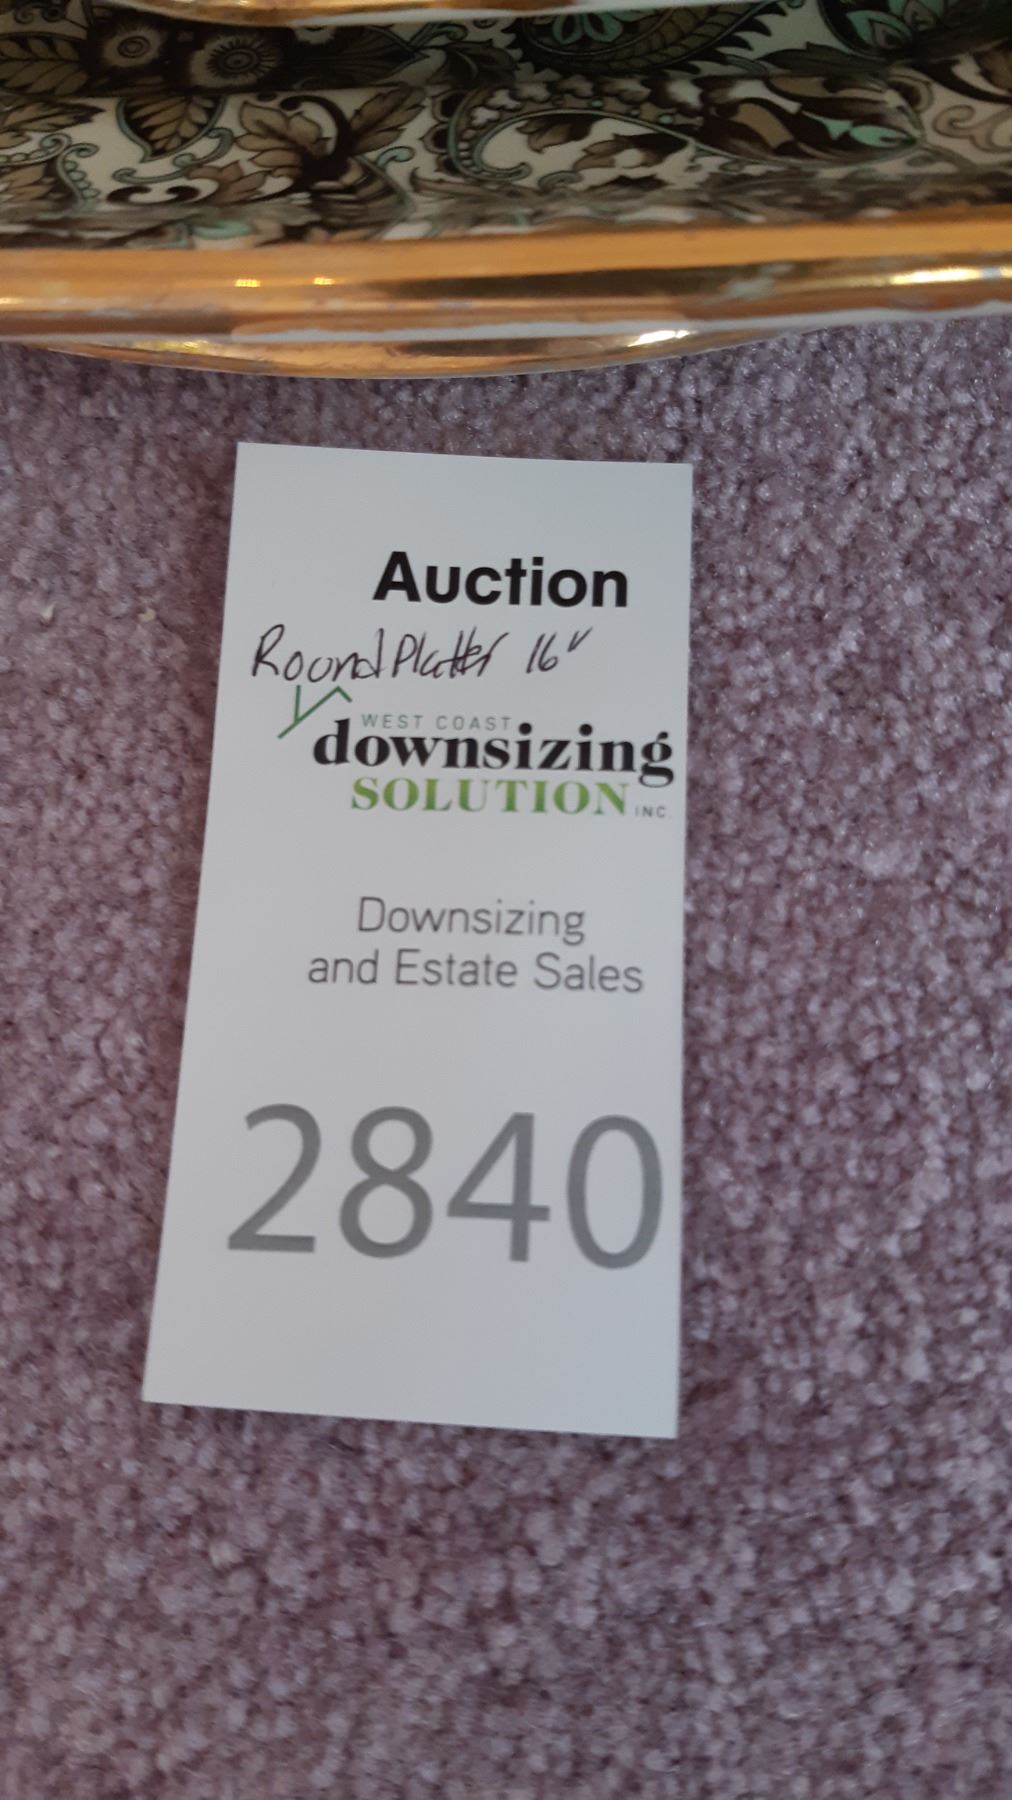 Auction
Round Platter 16"
WEST COAST
downsizing
SOLUTION INC.
Downsizing
and Estate Sales
2840